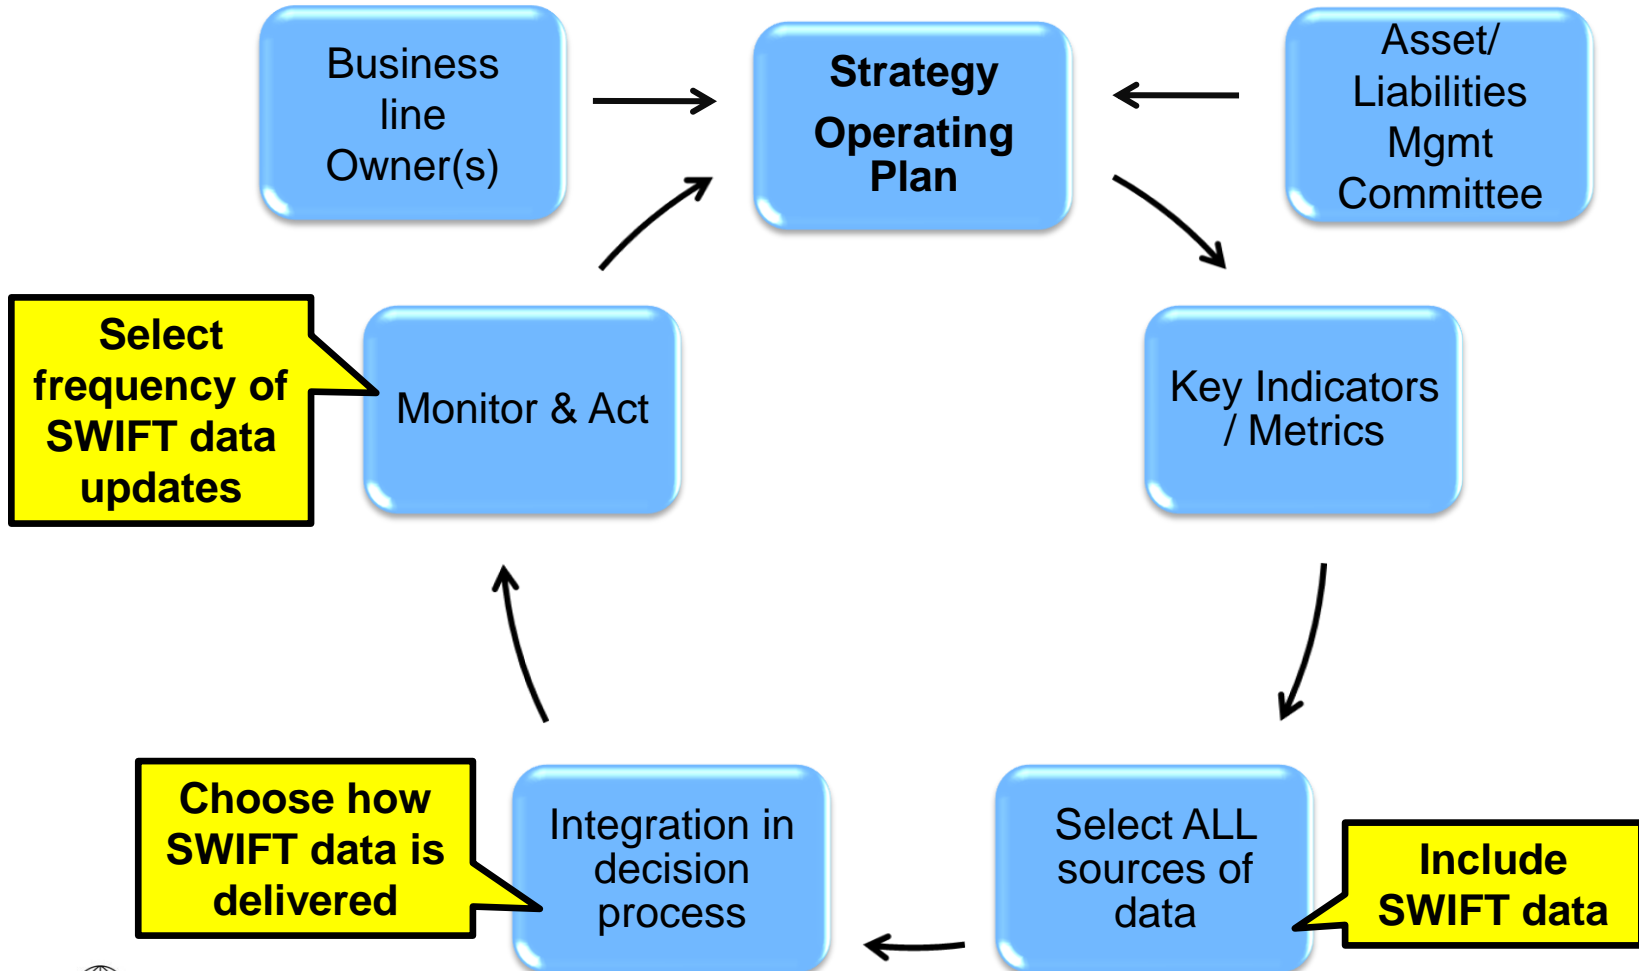 Business
line
Owner(s)
Strategy
Operating
Plan
Asset/
Liabilities
Mgmt
Committee
Select
frequency of
SWIFT data
updates
Monitor & Act
Key Indicators
/ Metrics
Choose how
SWIFT data is
delivered
Integration in
decision
process
Select ALL
sources of
data
Include
SWIFT data